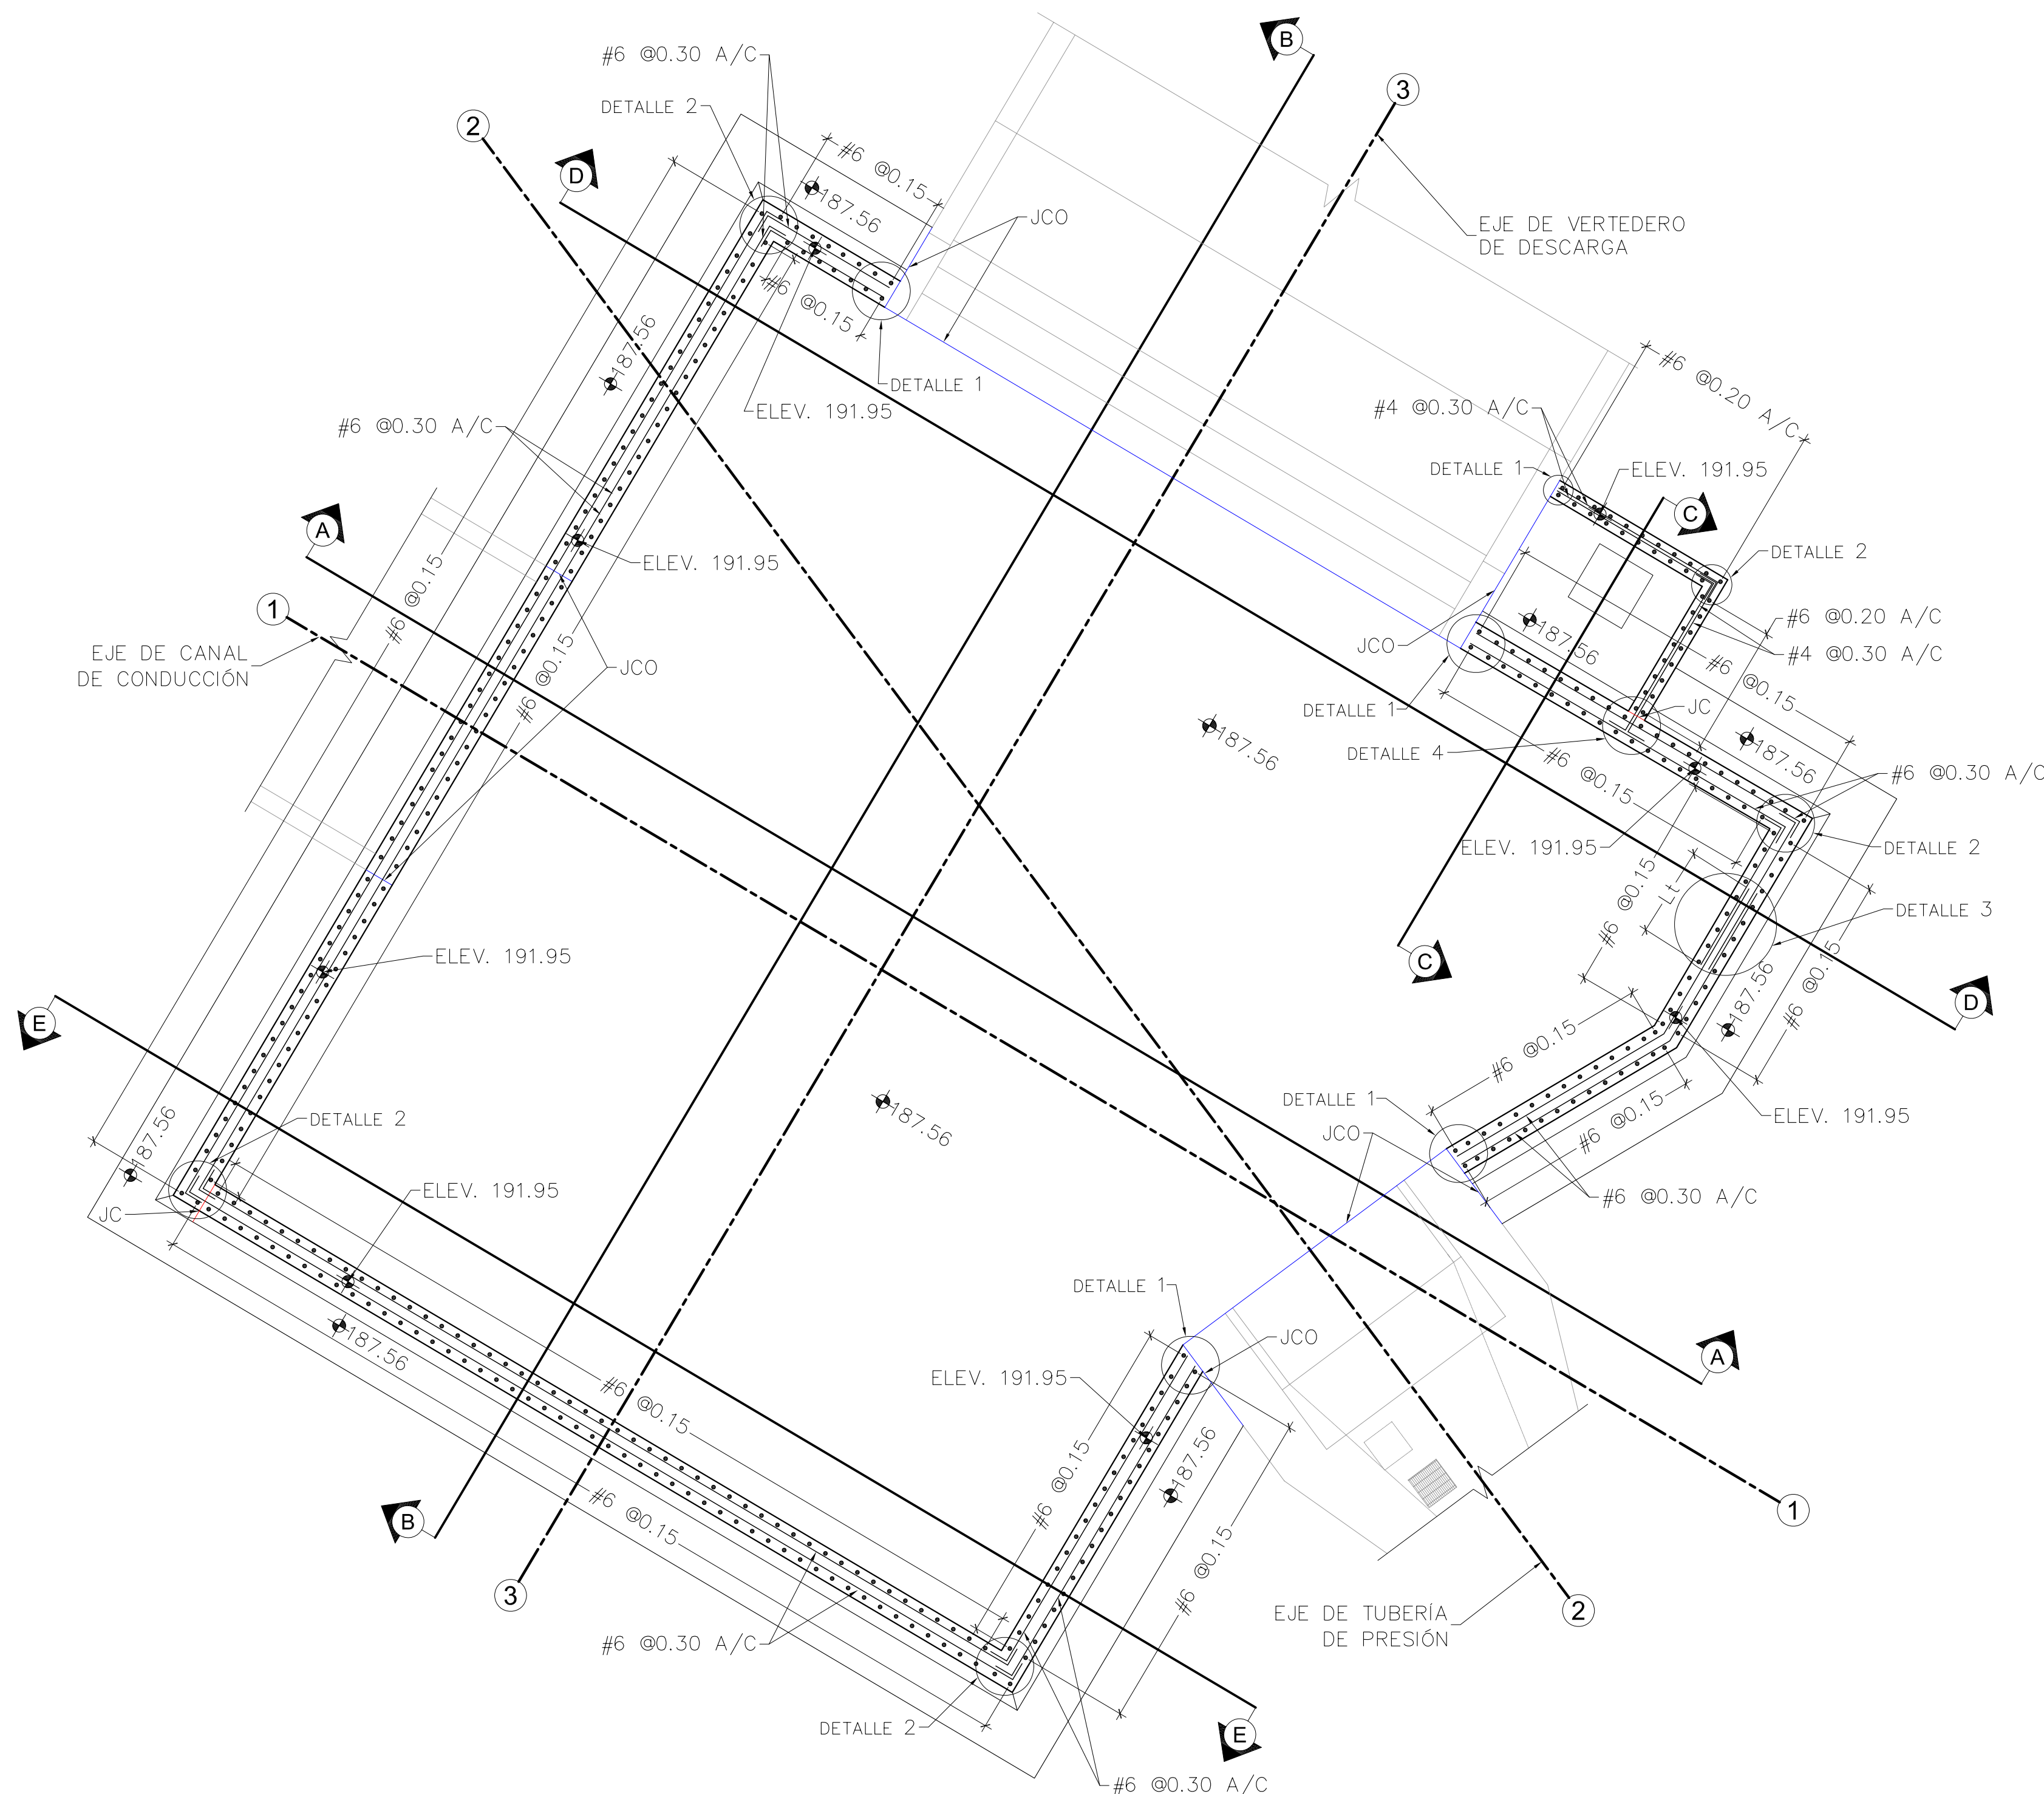 B
#6 @0.30 A/C
3
DETALLE 2
2
#6 @0.15
D
187.56
JCO
EJE DE VERTEDERO
DE DESCARGA
#6 @0.15
187.56
#6 @0.20 A/C
DETALLE 1
ELEV. 191.95
#4 @0.30 A/C
#6 @0.30 A/C
DETALLE 1
ELEV. 191.95
C
A
DETALLE 2
ELEV. 191.95
#6 @0.15
1
#6 @0.20 A/C
187.56
JCO
EJE DE CANAL
DE CONDUCCIÓN
#4 @0.30 A/C
JCO
#6 @0.15
#6 @0.15
DETALLE 1
JC
187.56
187.56
DETALLE 4
#6 @0.15
#6 @0.30 A/C
ELEV. 191.95
DETALLE 2
#6 @0.15
Lt
DETALLE 3
ELEV. 191.95
C
D
#6 @0.15
187.56
E
#6 @0.15
DETALLE 1
187.56
ELEV. 191.95
#6 @0.15
DETALLE 2
JCO
187.56
ELEV. 191.95
#6 @0.30 A/C
JC
DETALLE 1
187.56
JCO
A
ELEV. 191.95
#6 @0.15
#6 @0.15
187.56
#6 @0.15
B
1
#6 @0.15
3
EJE DE TUBERÍA
DE PRESIÓN
2
#6 @0.30 A/C
DETALLE 2
E
#6 @0.30 A/C